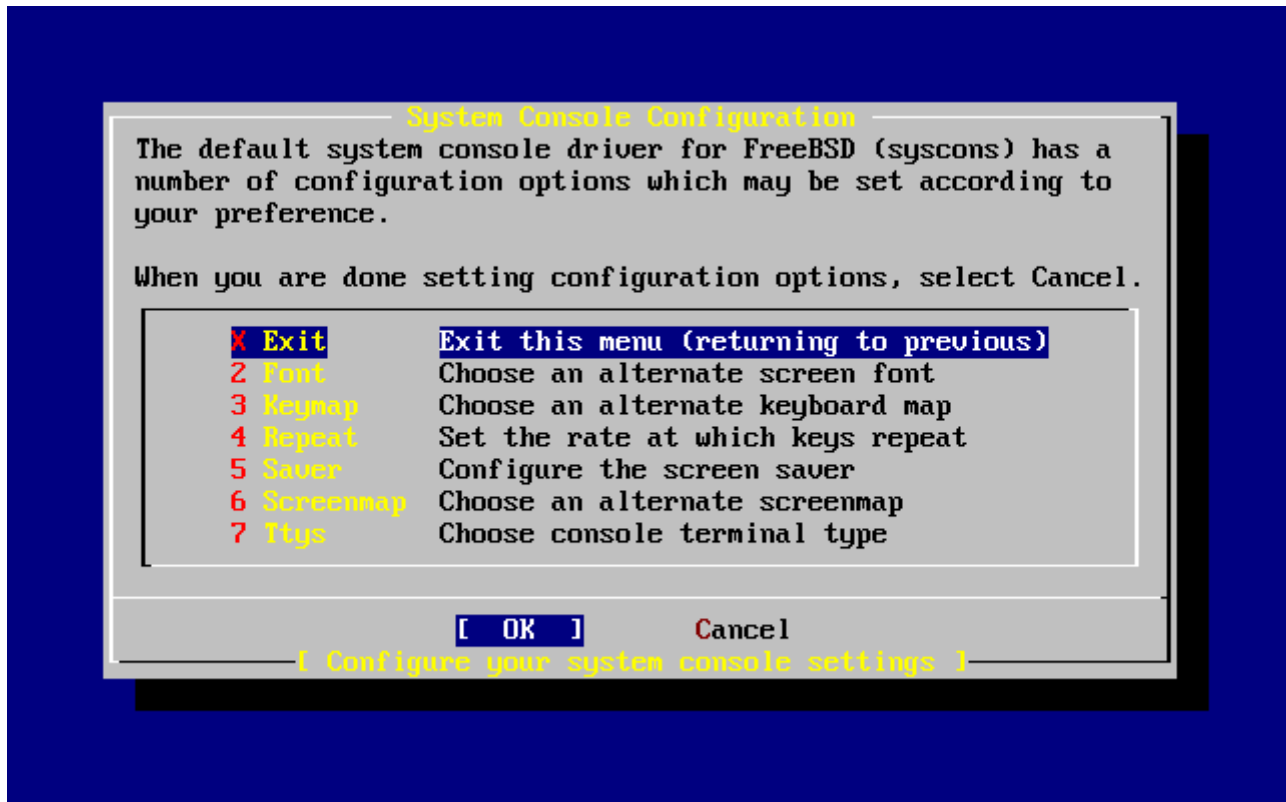 System Console Configuration
The default system console driver for FreeBSD (syscons) has a
number of configuration options which may be set according to
your preference.
When you are done setting configuration options, select Cancel.
X Exit Exit this menu (returning to previous)
2 Font Choose an alternate screen font
3 Keymap Choose an alternate keyboard map
4 Repeat Set the rate at which keys repeat
5 Saver Configure the screen saver
6 Screenmap Choose an alternate screenmap
7 Ttys Choose console terminal type
[ OK ] Cancel
[ Configure your system console settings ]